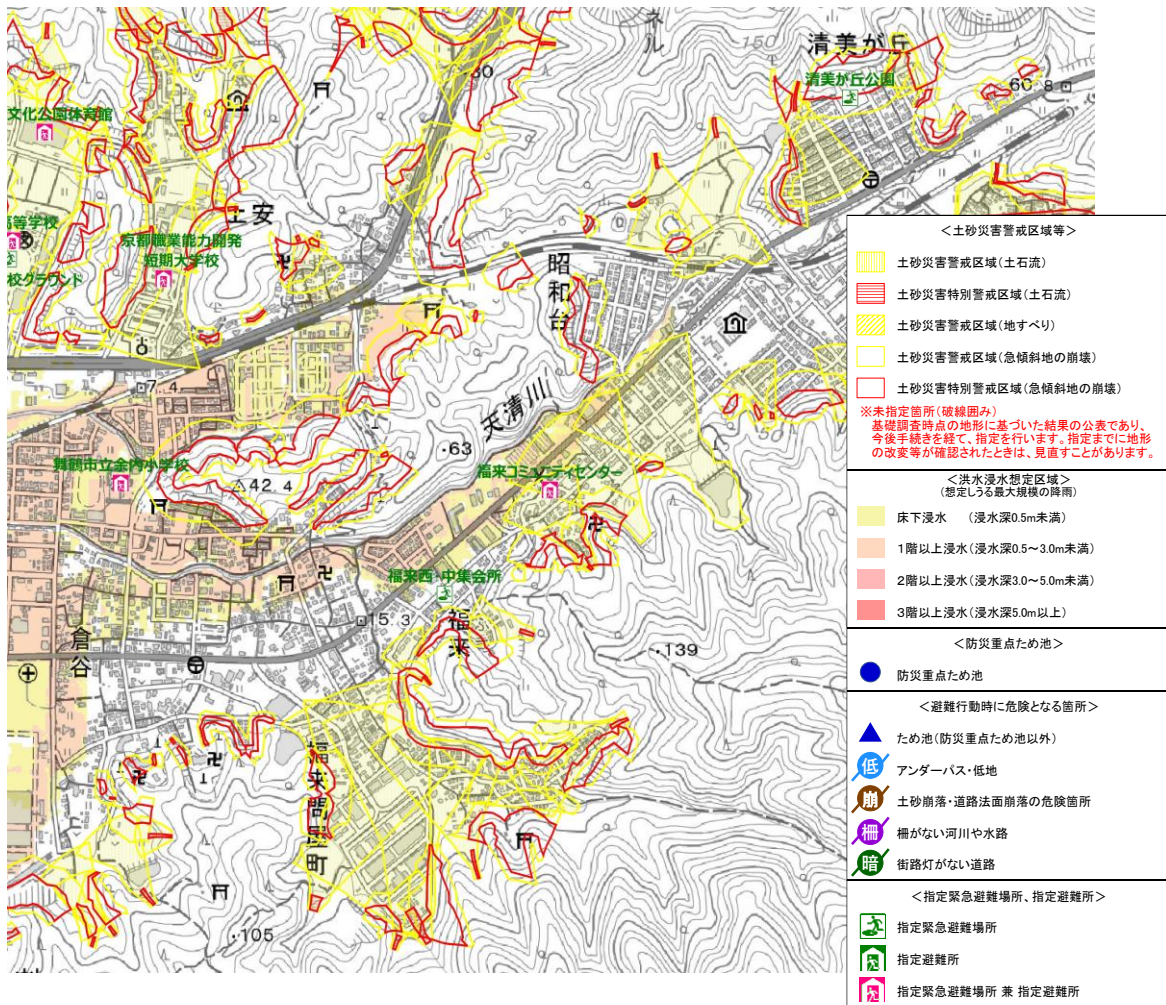 ネル
150
清美が丘
清美が丘公園
60.8
文化公園体育館
上安
高等学校
校グラウンド
京都職業能力開発
短期大学校
昭和台
7.4
天清川
63
舞鶴市立余内小学校
42.4
福来コミュニティセンター
福来西・中集会所
15.3
福来
倉谷
139
福来問屋町
105
<土砂災害警戒区域等>
土砂災害警戒区域(土石流)
土砂災害特別警戒区域(土石流)
土砂災害警戒区域(地すべり)
土砂災害警戒区域(急傾斜地の崩壊)
土砂災害特別警戒区域(急傾斜地の崩壊)
※未指定箇所(破線囲み)
基礎調査時点の地形に基づいた結果の公表であり、
今後手続きを経て、指定を行います。指定までに地形
の改変等が確認されたときは、見直すことがあります。
<洪水浸水想定区域>
(想定しうる最大規模の降雨)
床下浸水 (浸水深0.5m未満)
1階以上浸水(浸水深0.5~3.0m未満)
2階以上浸水(浸水深3.0~5.0m未満)
3階以上浸水(浸水深5.0m以上)
<防災重点ため池>
防災重点ため池
<避難行動時に危険となる箇所>
ため池(防災重点ため池以外)
低 アンダーパス・低地
崩 土砂崩落・道路法面崩落の危険箇所
柵 柵がない河川や水路
暗 街路灯がない道路
<指定緊急避難場所、指定避難所>
指定緊急避難場所
指定避難所
指定緊急避難場所 兼 指定避難所